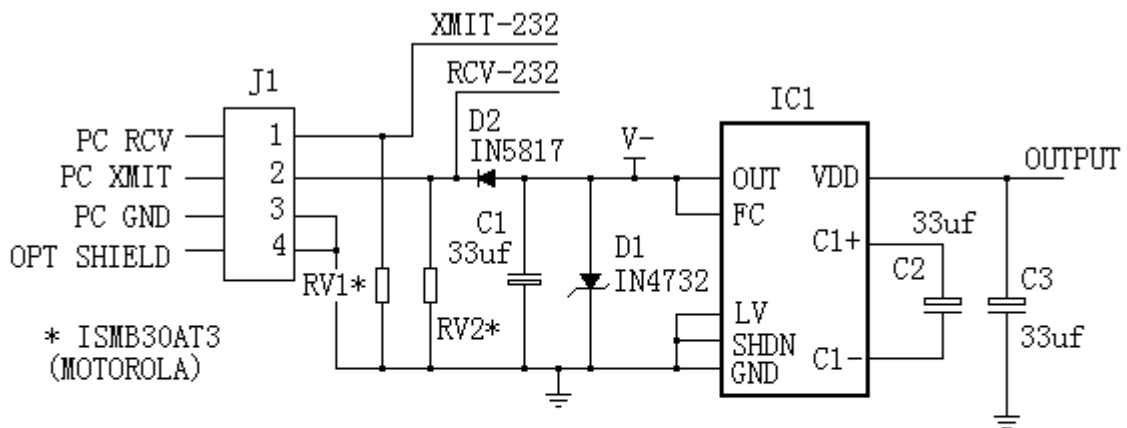 XMIT-232
RCV-232
J1
IC1
PC RCV
1
D2
IN5817
V-
PC XMIT
2
OUT
VDD
OUTPUT
PC GND
3
FC
OPT SHIELD
4
C1
33uf
C1+
33uf
D1
IN4732
C2
C3
RV1*
LV
* ISMB30AT3
(MOTOROLA)
RV2*
SHDN
GND
C1-
33uf